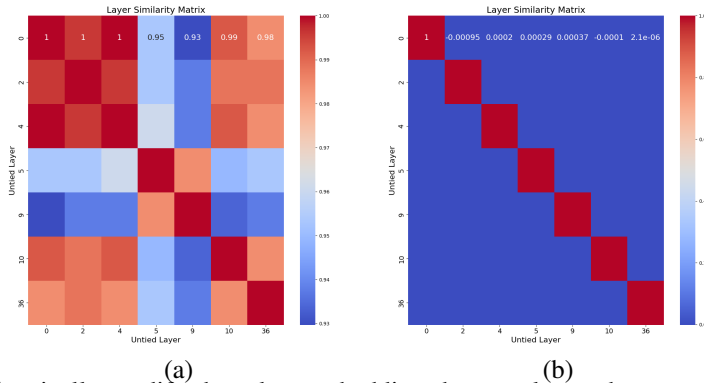 Layer Similarity Matrix
1 1 1 0.95 0.93 0.99 0.98
0
2
4
5
9
10
36
Untied Layer
0 2 4 5 9 10 36
Untied Layer
1.00
0.99
0.98
0.97
0.96
0.95
0.94
0.93
(a)
Layer Similarity Matrix
1 -0.00095 0.0002 0.00029 0.00037 -0.0001 2.1e-06
0
2
4
5
9
10
36
Untied Layer
0 2 4 5 9 10 36
Untied Layer
(b)